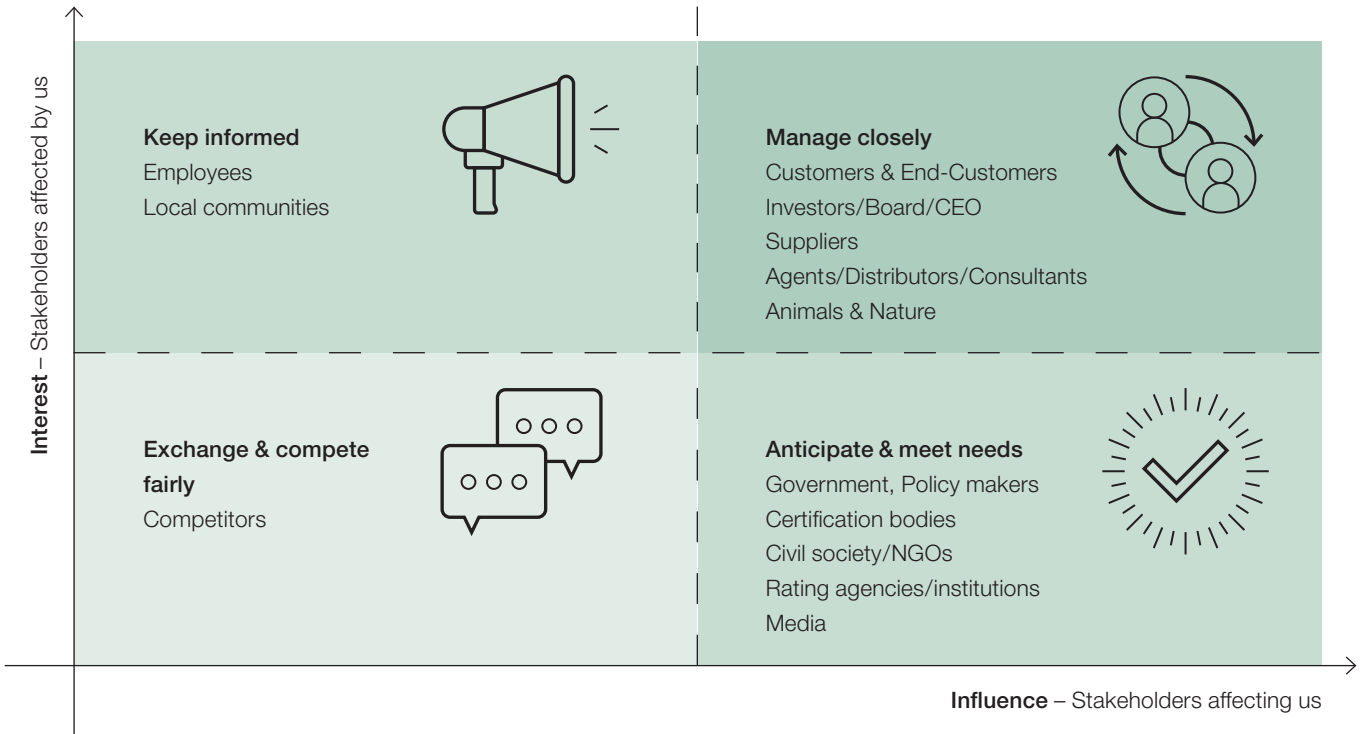 Interest – Stakeholders affected by us
Keep informed
Employees
Local communities
Manage closely
Customers & End-Customers
Investors/Board/CEO
Suppliers
Agents/Distributors/Consultants
Animals & Nature
Exchange & compete
fairly
Competitors
Anticipate & meet needs
Government, Policy makers
Certification bodies
Civil society/NGOs
Rating agencies/institutions
Media
Influence – Stakeholders affecting us